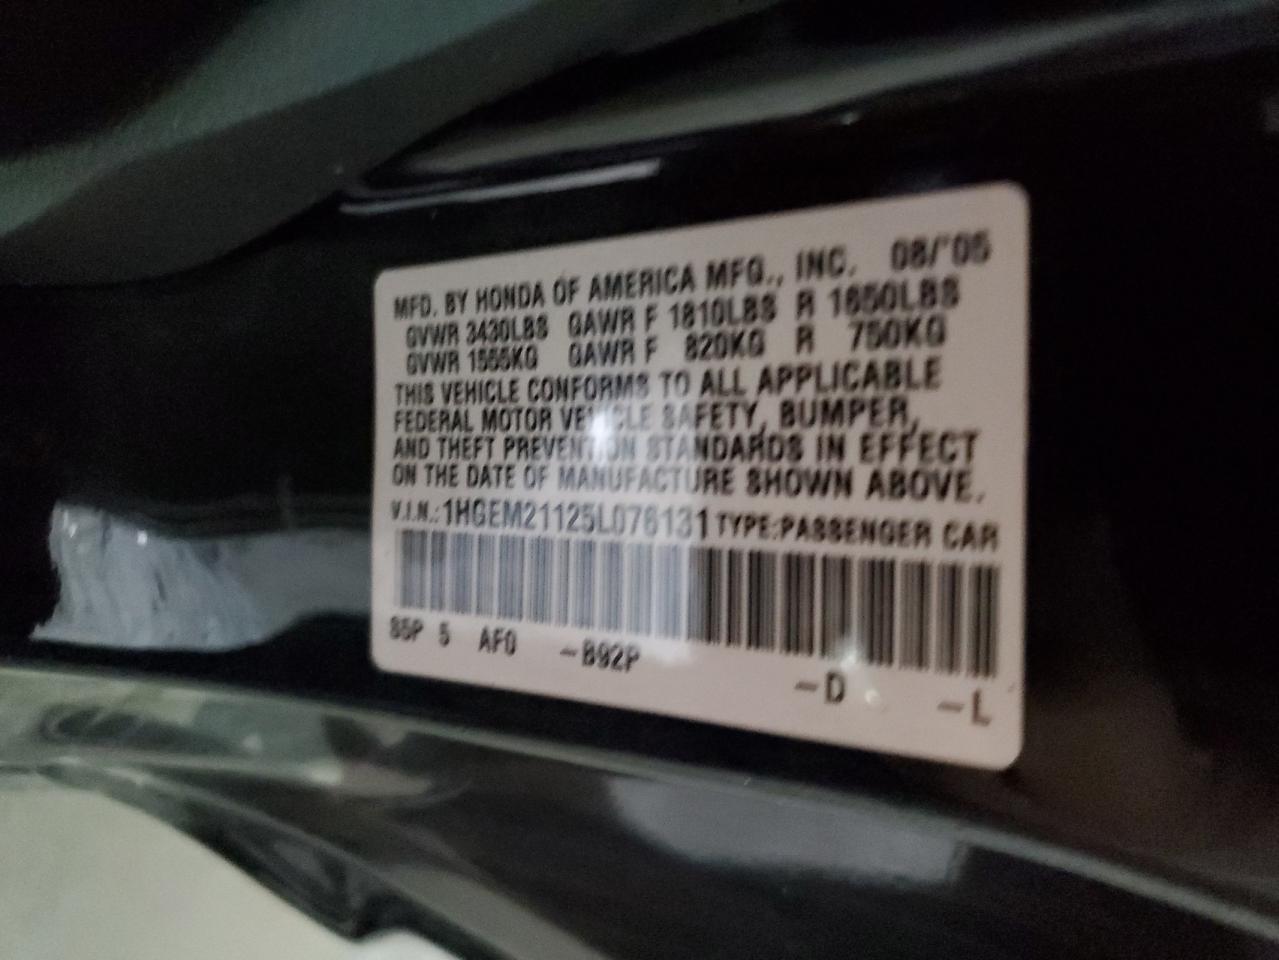 MFD. BY HONDA OF AMERICA MFG., INC. 08/'05
GVWR 3430LBS GAWR F 1810LBS R 1650LBS
GVWR 1555KG GAWR F 820KG R 750KG
THIS VEHICLE CONFORMS TO ALL APPLICABLE
FEDERAL MOTOR VEHICLE SAFETY, BUMPER,
AND THEFT PREVENTION STANDARDS IN EFFECT
ON THE DATE OF MANUFACTURE SHOWN ABOVE.
V.I.N.: 1HGEM21125L076131 TYPE:PASSENGER CAR
S5P 5 AF0 -B92P -D -L